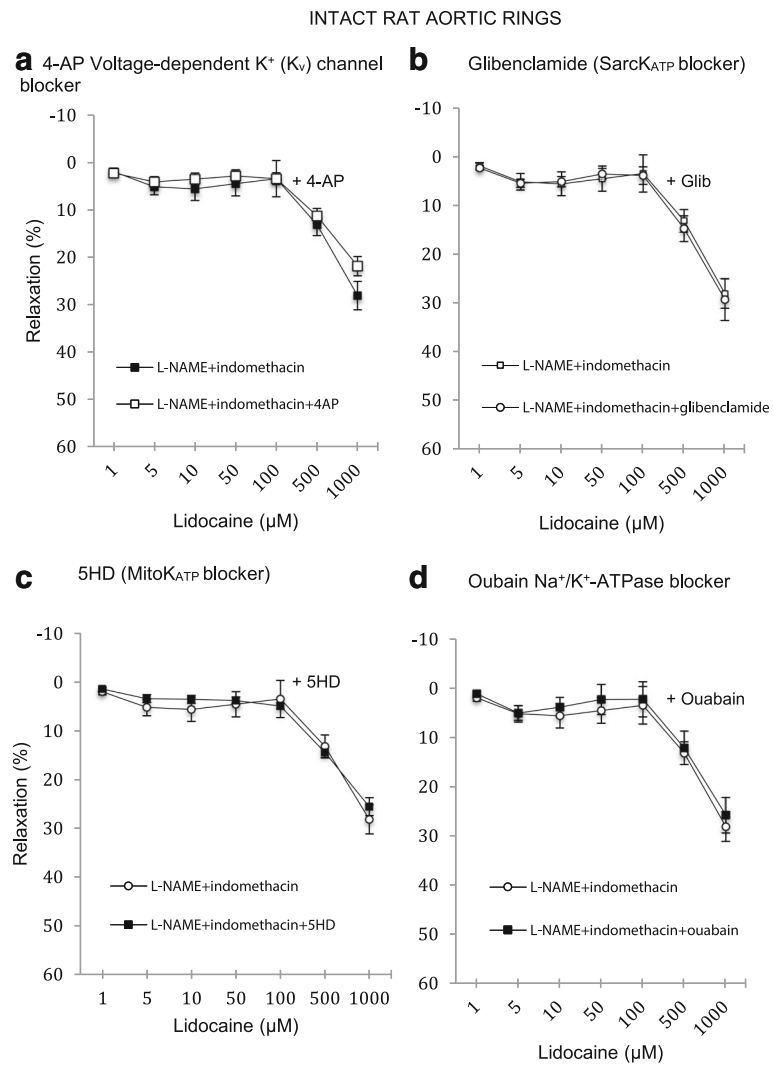 INTACT RAT AORTIC RINGS
a 4-AP Voltage-dependent K⁺ (Kᵥ) channel
blocker
-10
0
10
20
30
40
50
60
Relaxation (%)
+ 4-AP
L-NAME+indomethacin
L-NAME+indomethacin+4AP
1 5 10 50 100 500 1000
Lidocaine (µM)
b Glibenclamide (SarcKATP blocker)
-10
0
10
20
30
40
50
60
+ Glib
L-NAME+indomethacin
L-NAME+indomethacin+glibenclamide
1 5 10 50 100 500 1000
Lidocaine (µM)
c 5HD (MitoKATP blocker)
-10
0
10
20
30
40
50
60
Relaxation (%)
+ 5HD
L-NAME+indomethacin
L-NAME+indomethacin+5HD
1 5 10 50 100 500 1000
Lidocaine (µM)
d Oubain Na⁺/K⁺-ATPase blocker
-10
0
10
20
30
40
50
60
+ Ouabain
L-NAME+indomethacin
L-NAME+indomethacin+ouabain
1 5 10 50 100 500 1000
Lidocaine (µM)